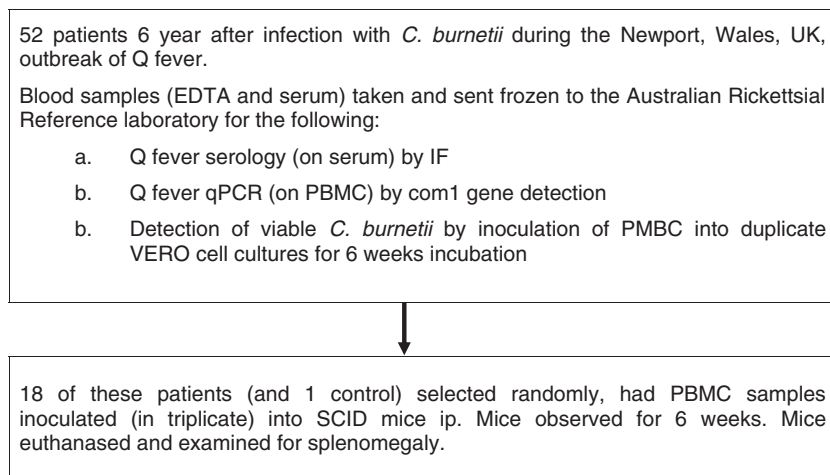 52 patients 6 year after infection with C. burnetii during the Newport, Wales, UK,
outbreak of Q fever.
Blood samples (EDTA and serum) taken and sent frozen to the Australian Rickettsial
Reference laboratory for the following:
a. Q fever serology (on serum) by IF
b. Q fever qPCR (on PBMC) by com1 gene detection
b. Detection of viable C. burnetii by inoculation of PMBC into duplicate
VERO cell cultures for 6 weeks incubation
18 of these patients (and 1 control) selected randomly, had PBMC samples
inoculated (in triplicate) into SCID mice ip. Mice observed for 6 weeks. Mice
euthanased and examined for splenomegaly.